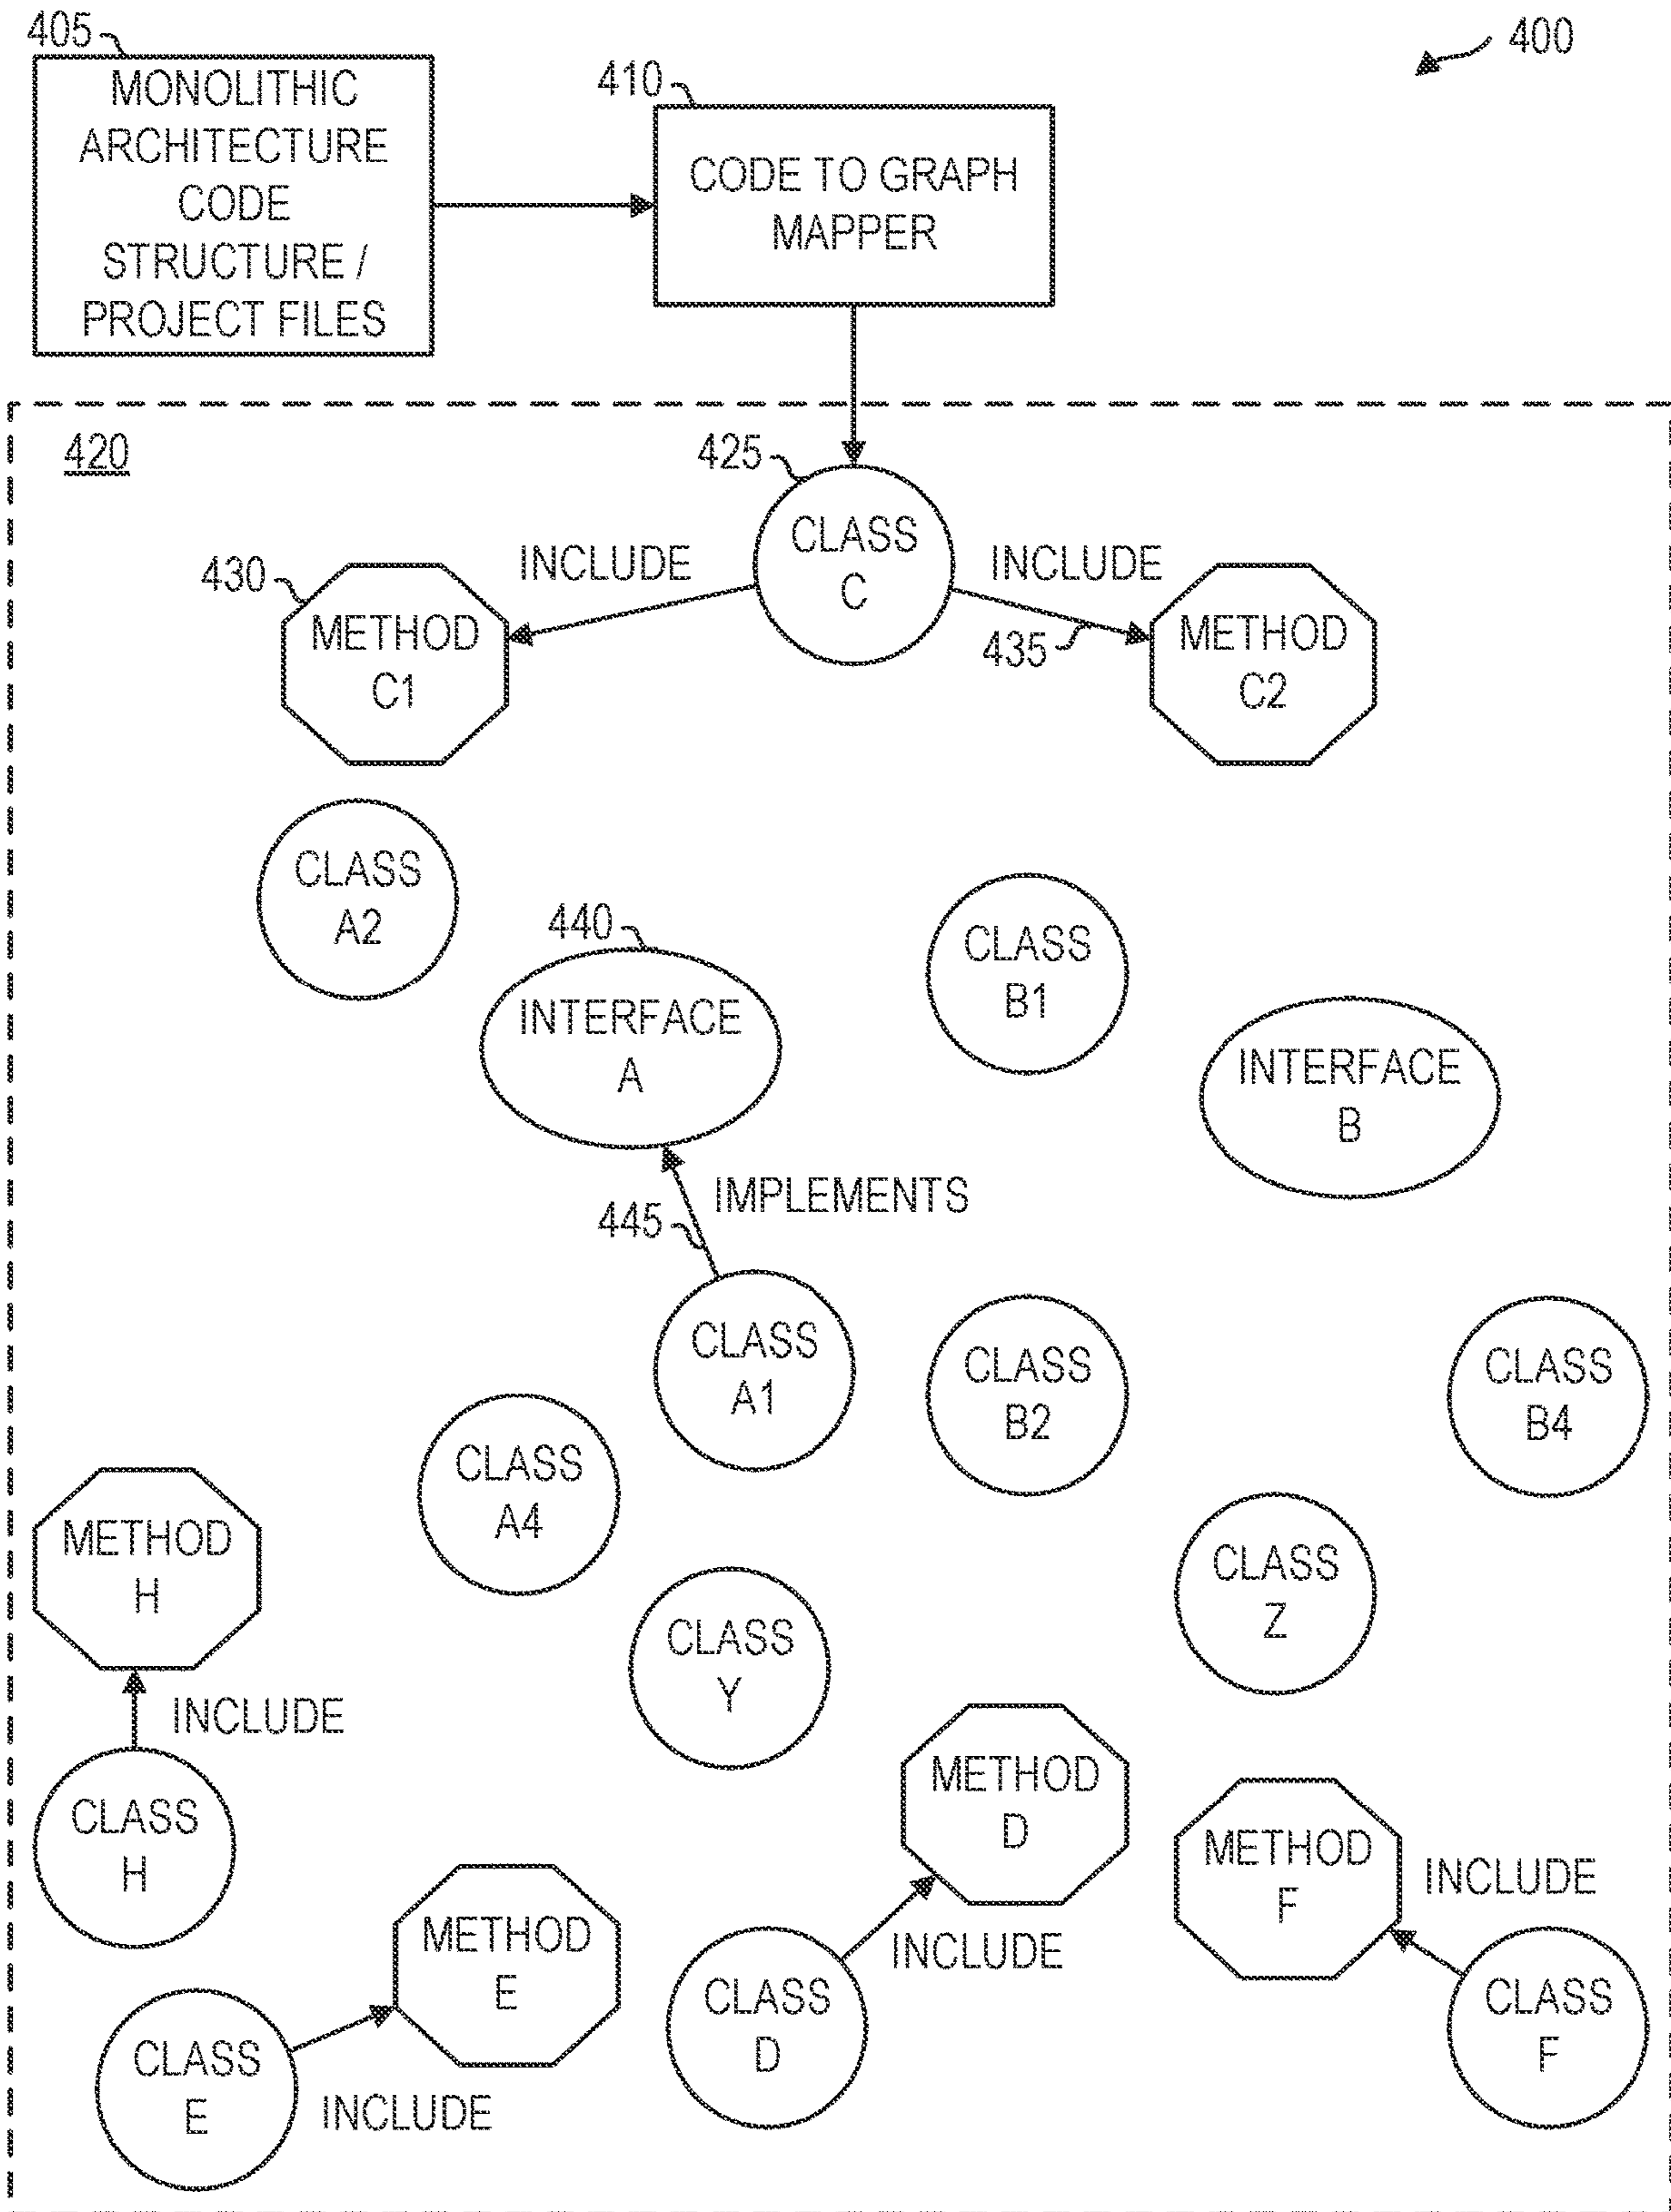 405
400
MONOLITHIC
ARCHITECTURE
CODE
STRUCTURE /
PROJECT FILES
410
CODE TO GRAPH
MAPPER
420
425
CLASS
C
INCLUDE
INCLUDE
430
METHOD
C1
435
METHOD
C2
CLASS
A2
440
INTERFACE
A
CLASS
B1
INTERFACE
B
IMPLEMENTS
445
CLASS
A1
CLASS
B2
CLASS
B4
CLASS
A4
METHOD
H
CLASS
Z
CLASS
Y
INCLUDE
METHOD
D
CLASS
H
METHOD
F
INCLUDE
METHOD
E
INCLUDE
CLASS
D
CLASS
F
CLASS
E
INCLUDE